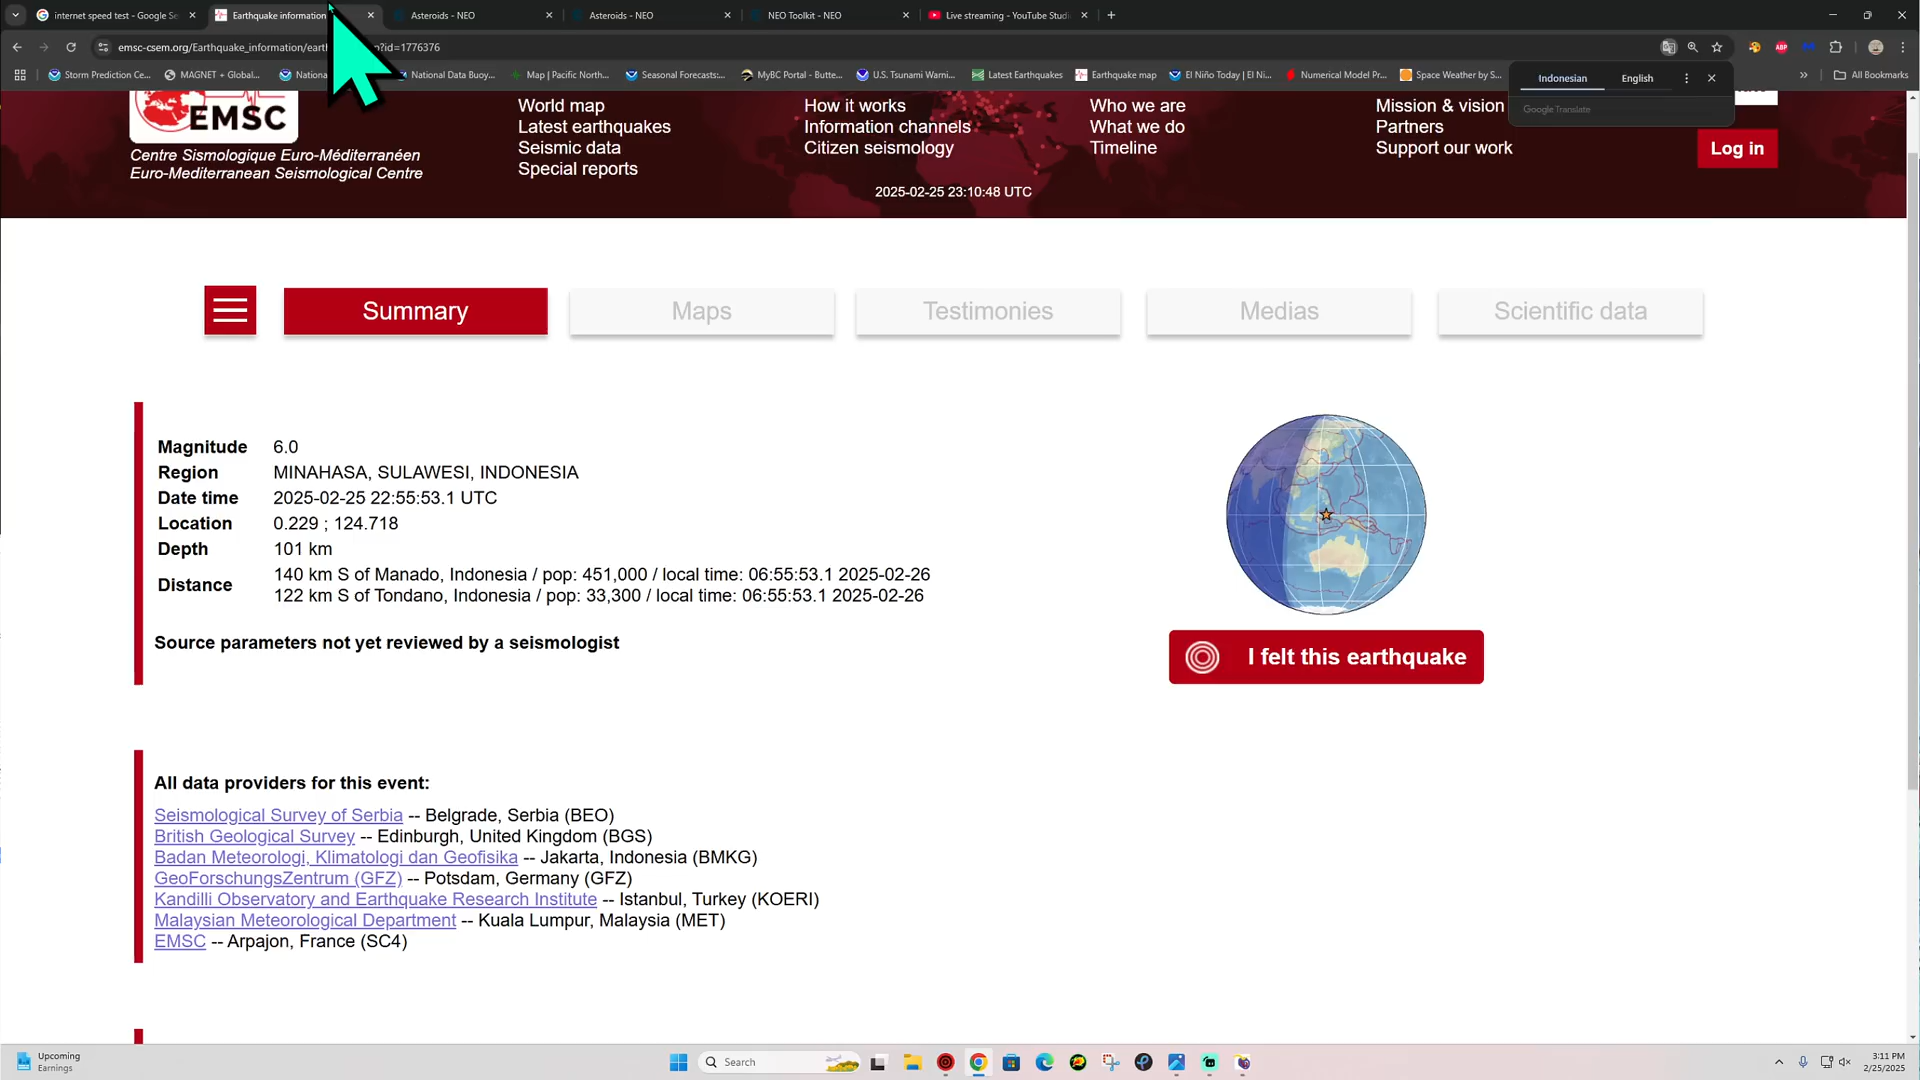 internet speed test - Google Se
Earthquake information
Asteroids - NEO
Asteroids - NEO
NEO Toolkit - NEO
Live streaming - YouTube Studi
emsc-csem.org/Earthquake_information/eart
p?id=1776376
Storm Prediction Ce...
MAGNET + Global...
Nation
National Data Buoy...
Map | Pacific North...
Seasonal Forecasts:...
MyBC Portal - Butte...
U.S. Tsunami Warni...
Latest Earthquakes
Earthquake map
El Niño Today | El Ni...
Numerical Model Pr...
Space Weather by S...
All Bookmarks
Indonesian
English
Google Translate
EMSC
Centre Sismologique Euro-Méditerranéen
Euro-Mediterranean Seismological Centre
World map
Latest earthquakes
Seismic data
Special reports
How it works
Information channels
Citizen seismology
Who we are
What we do
Timeline
Mission & vision
Partners
Support our work
Log in
2025-02-25 23:10:48 UTC
Summary
Maps
Testimonies
Medias
Scientific data
Magnitude 6.0
Region MINAHASA, SULAWESI, INDONESIA
Date time 2025-02-25 22:55:53.1 UTC
Location 0.229 ; 124.718
Depth 101 km
Distance 140 km S of Manado, Indonesia / pop: 451,000 / local time: 06:55:53.1 2025-02-26
122 km S of Tondano, Indonesia / pop: 33,300 / local time: 06:55:53.1 2025-02-26
Source parameters not yet reviewed by a seismologist
I felt this earthquake
All data providers for this event:
Seismological Survey of Serbia -- Belgrade, Serbia (BEO)
British Geological Survey -- Edinburgh, United Kingdom (BGS)
Badan Meteorologi, Klimatologi dan Geofisika -- Jakarta, Indonesia (BMKG)
GeoForschungsZentrum (GFZ) -- Potsdam, Germany (GFZ)
Kandilli Observatory and Earthquake Research Institute -- Istanbul, Turkey (KOERI)
Malaysian Meteorological Department -- Kuala Lumpur, Malaysia (MET)
EMSC -- Arpajon, France (SC4)
Upcoming
Earnings
Search
3:11 PM
2/25/2025